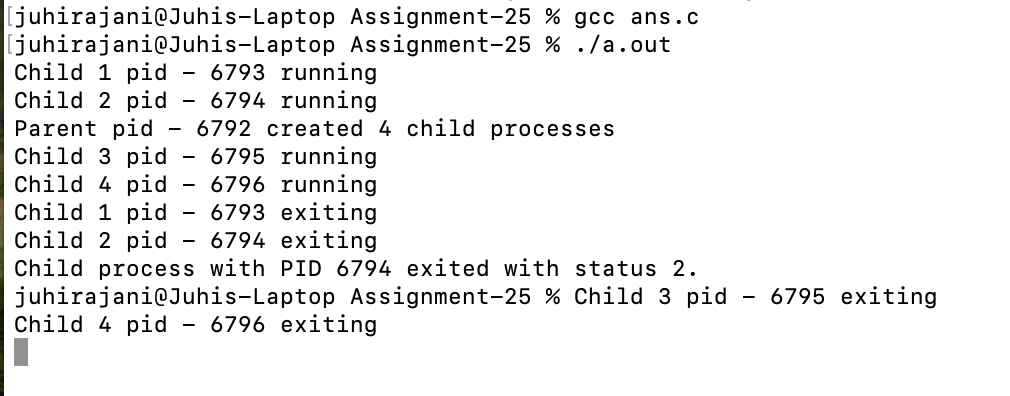 [juhirajani@Juhis-Laptop Assignment-25 % gcc ans.c
[juhirajani@Juhis-Laptop Assignment-25 % ./a.out
Child 1 pid - 6793 running
Child 2 pid - 6794 running
Parent pid - 6792 created 4 child processes
Child 3 pid - 6795 running
Child 4 pid - 6796 running
Child 1 pid - 6793 exiting
Child 2 pid - 6794 exiting
Child process with PID 6794 exited with status 2.
juhirajani@Juhis-Laptop Assignment-25 % Child 3 pid - 6795 exiting
Child 4 pid - 6796 exiting